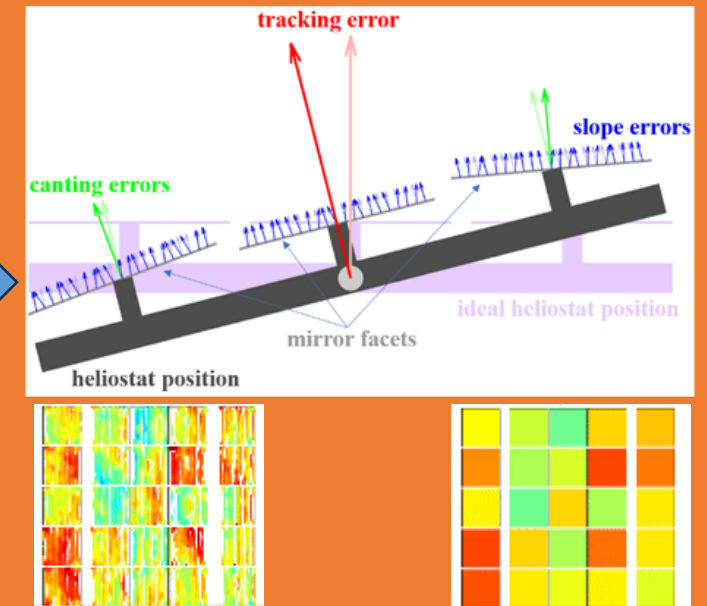 tracking error
slope errors
canting errors
ideal heliostat position
mirror facets
heliostat position